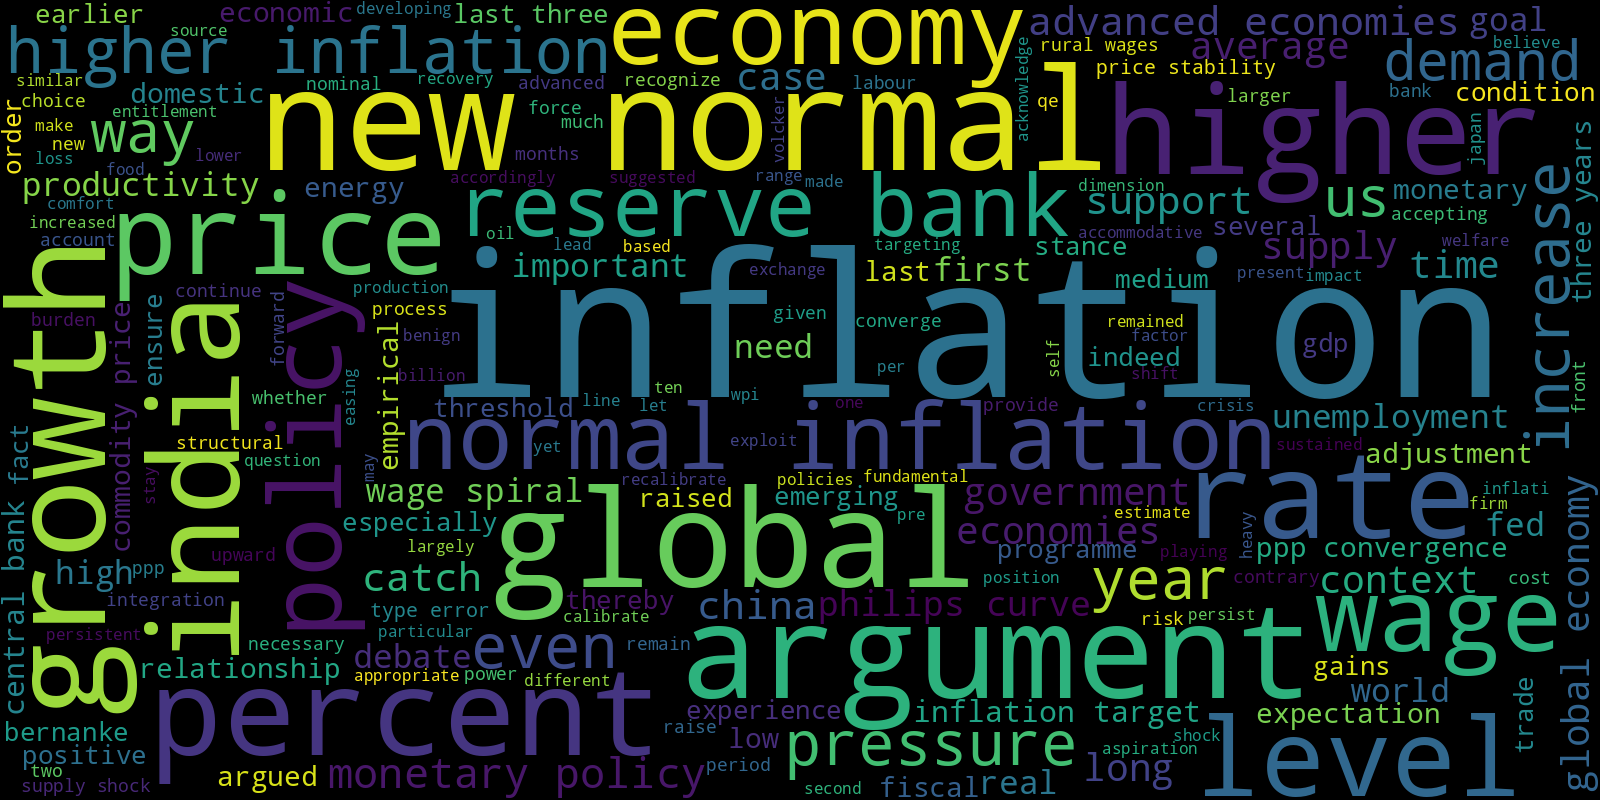 earlier
economic
developing
last three
source
higher inflation
economy
advanced economies
goal
rural wages
average
believe
demand
similar
nominal
recovery
advanced
recognize
case
labour
acknowledge
price stability
bank
condition
choice
domestic
entitlement
force
much
qe
larger
order
make
new
way
new normal
higher
volcker
months
japan
loss
food
lower
productivity
energy
accordingly
suggested
range
made
dimension
support
us
monetary
three years
comfort
increased
account
price
reserve bank
accepting
several
oil
lead
based
targeting
accommodative
stance
supply
welfare
increase
important
exchange
last
first
medium
present
impact
time
growth
india
policy
continue
production
process
inflation
given
converge
remained
factor
gdp
burden
commodity price
ensure
forward
benign
empirical
need
per
self
indeed
billion
ten
wpi
shift
front
whether
easing
threshold
line
let
one
provide
crisis
unemployment
structural
normal inflation
yet
exploit
sustained
adjustment
question
may
central bank fact
stay
wage spiral
recalibrate
policies
fundamental
rate
inflati
raised
emerging
government
firm
especially
global
pre
economies
estimate
heavy
fed
upward
largely
programme
playing
ppp convergence
high
ppp
catch
position
year
contrary
context
cost
integration
type error
thereby
calibrate
china
philips curve
risk
persist
wage
global economy
persistent
necessary
particular
debate
even
remain
argument
relationship
appropriate
power
different
gains
world
percent
experience
inflation target
expectation
trade
bernanke
raise
low
pressure
shock
aspiration
level
positive
two
supply shock
argued
monetary policy
period
second
fiscal
real
long